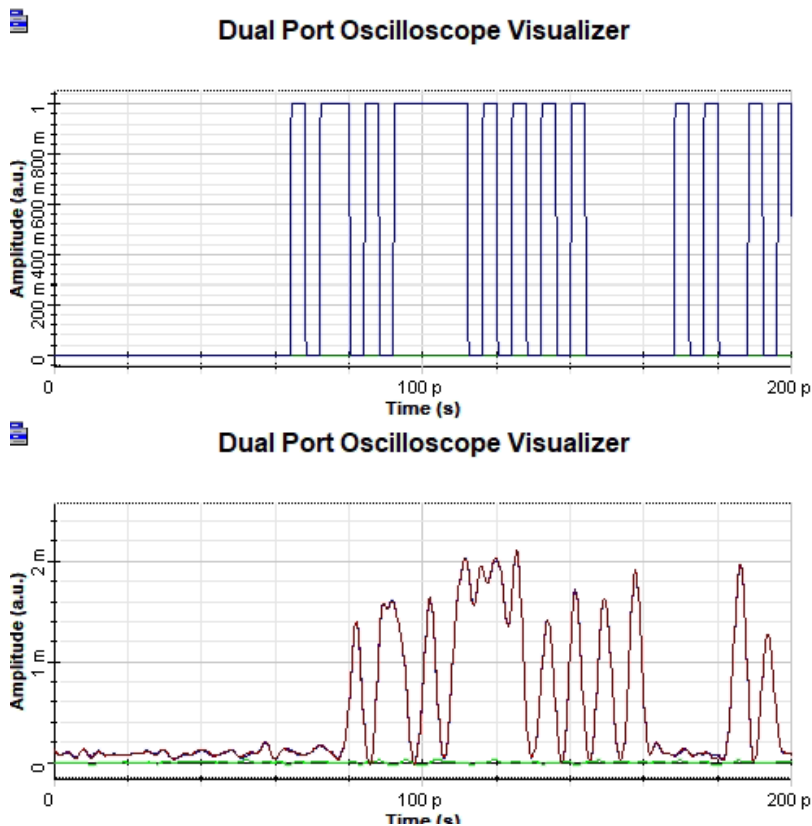 Dual Port Oscilloscope Visualizer
Amplitude (a.u.)
0 200 m 400 m 600 m 800 m 1
0 100 p 200 p
Time (s)
Dual Port Oscilloscope Visualizer
Amplitude (a.u.)
0 1 m 2 m
0 100 p 200 p
Time (s)